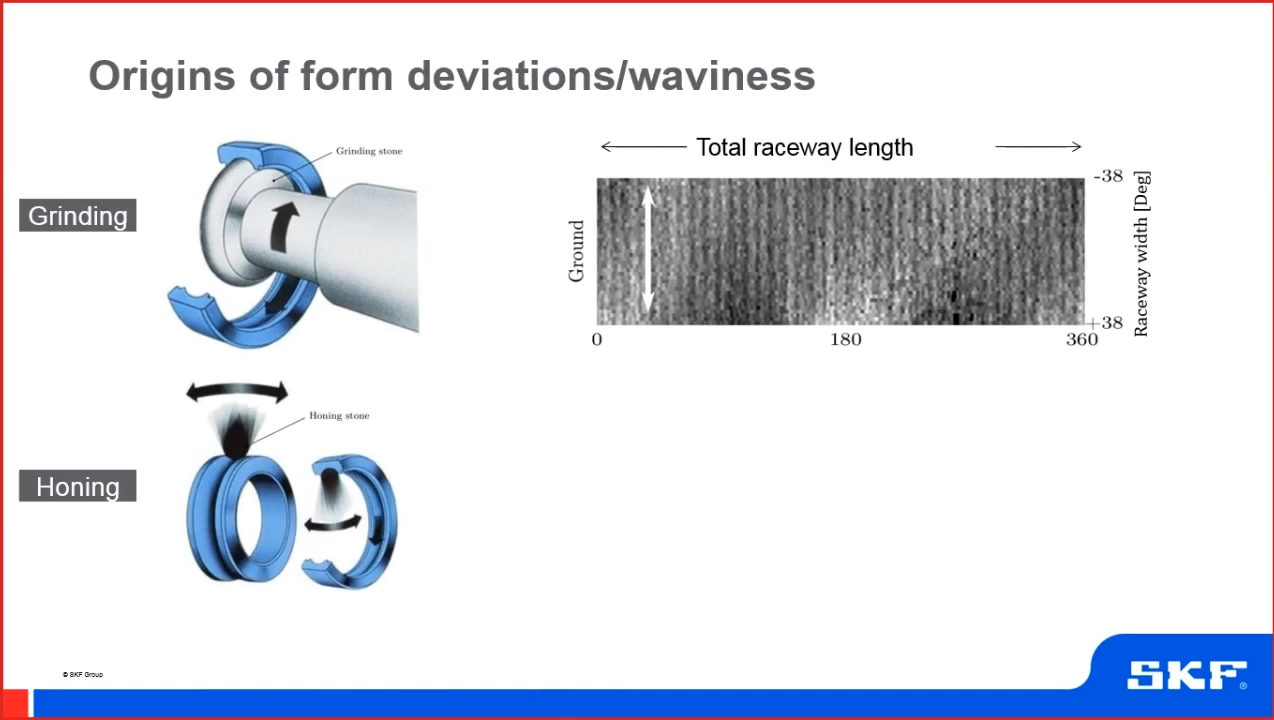 Origins of form deviations/waviness
Grinding stone
Grinding
Total raceway length
Ground
-38
+38
Raceway width [Deg]
0
180
360
Honing stone
Honing
© SKF Group
SKF®